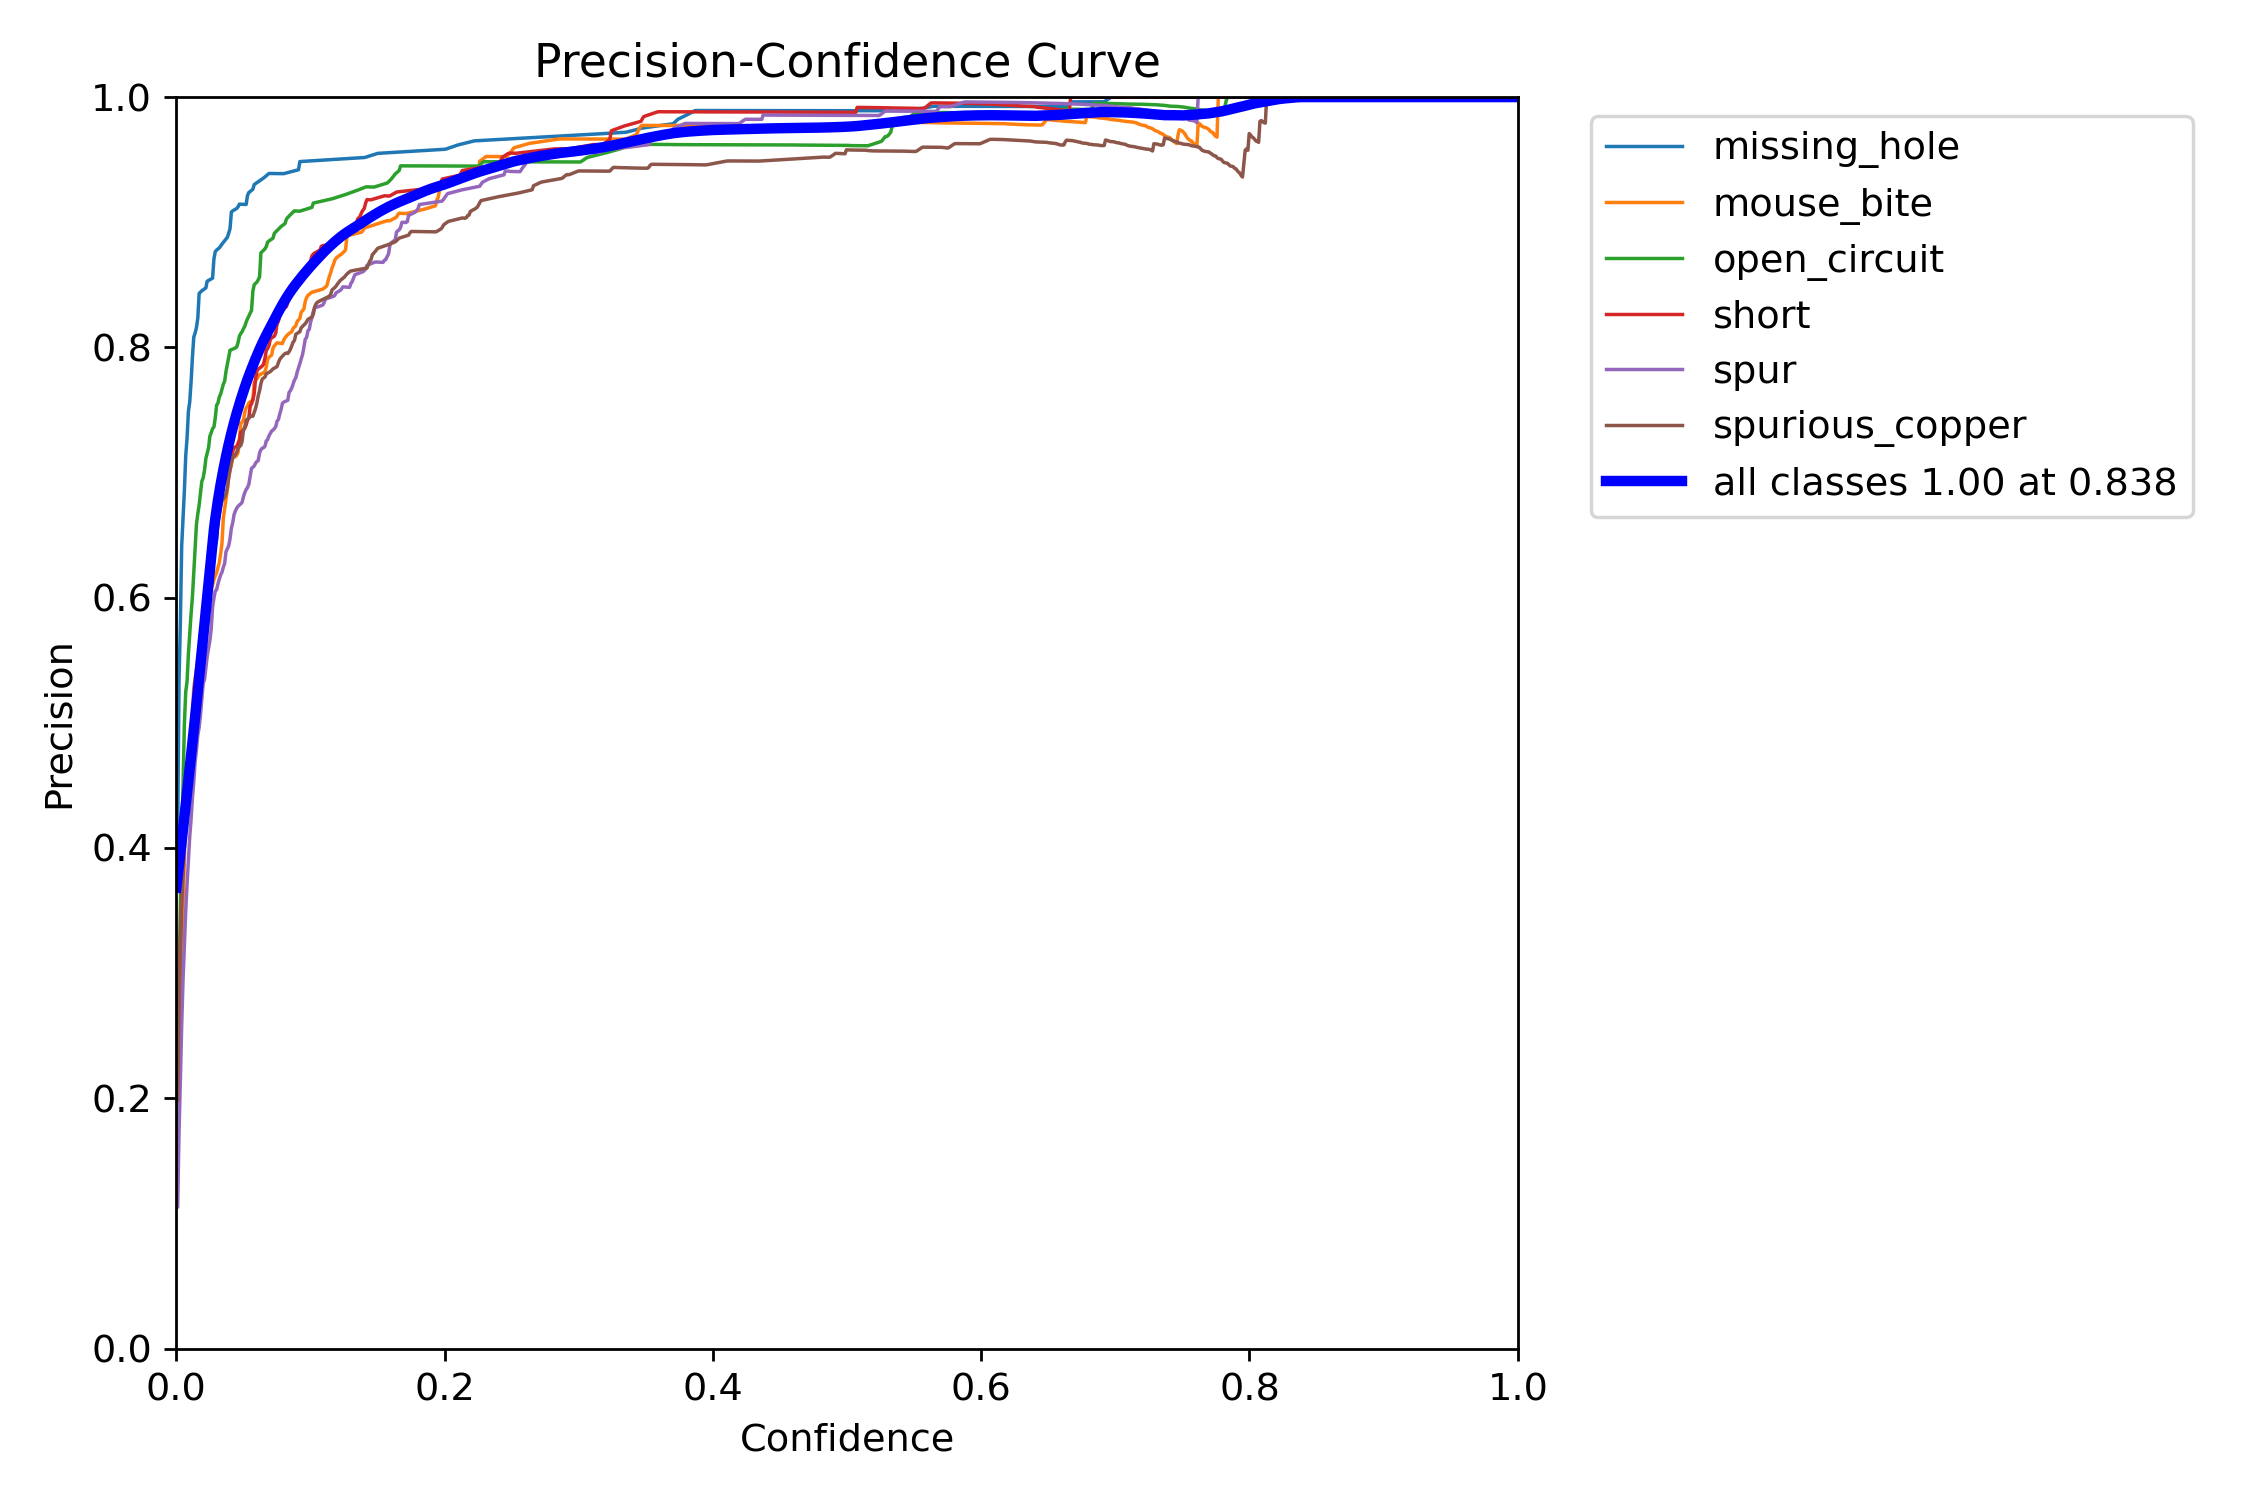 Precision-Confidence Curve
1.0
0.8
0.6
0.4
0.2
0.0
Precision
0.0 0.2 0.4 0.6 0.8 1.0
Confidence
missing_hole
mouse_bite
open_circuit
short
spur
spurious_copper
all classes 1.00 at 0.838